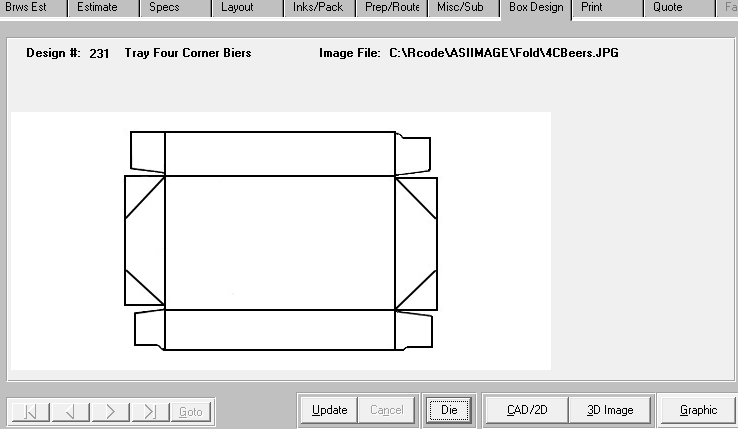 Brws Est Estimate Specs Layout Inks/Pack Prep/Route Misc/Sub Box Design Print Quote Fa
Design #: 231 Tray Four Corner Biers Image File: C:\Rcode\ASIIMAGE\Fold\4CBeers.JPG
Goto Update Cancel Die CAD/2D 3D Image Graphic